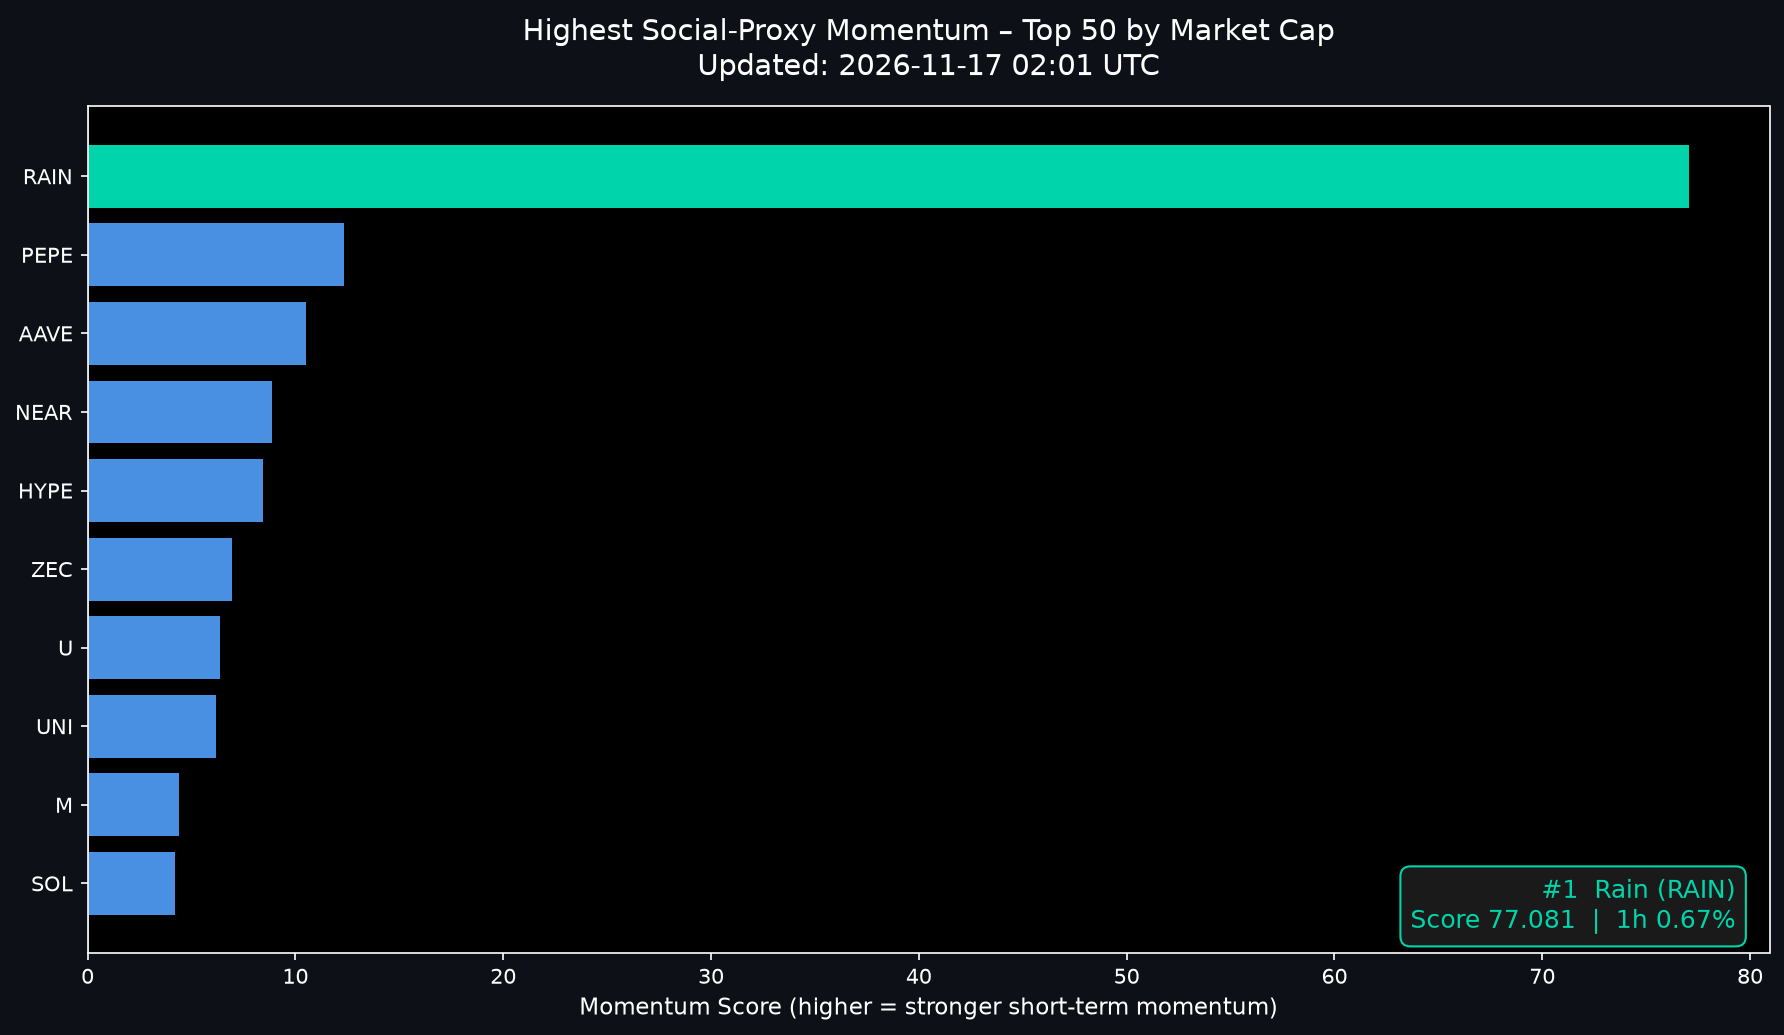 Highest Social-Proxy Momentum – Top 50 by Market Cap
Updated: 2026-11-17 02:01 UTC
RAIN
PEPE
AAVE
NEAR
HYPE
ZEC
U
UNI
M
SOL
#1  Rain (RAIN)
Score 77.081  |  1h 0.67%
0 10 20 30 40 50 60 70 80
Momentum Score (higher = stronger short-term momentum)